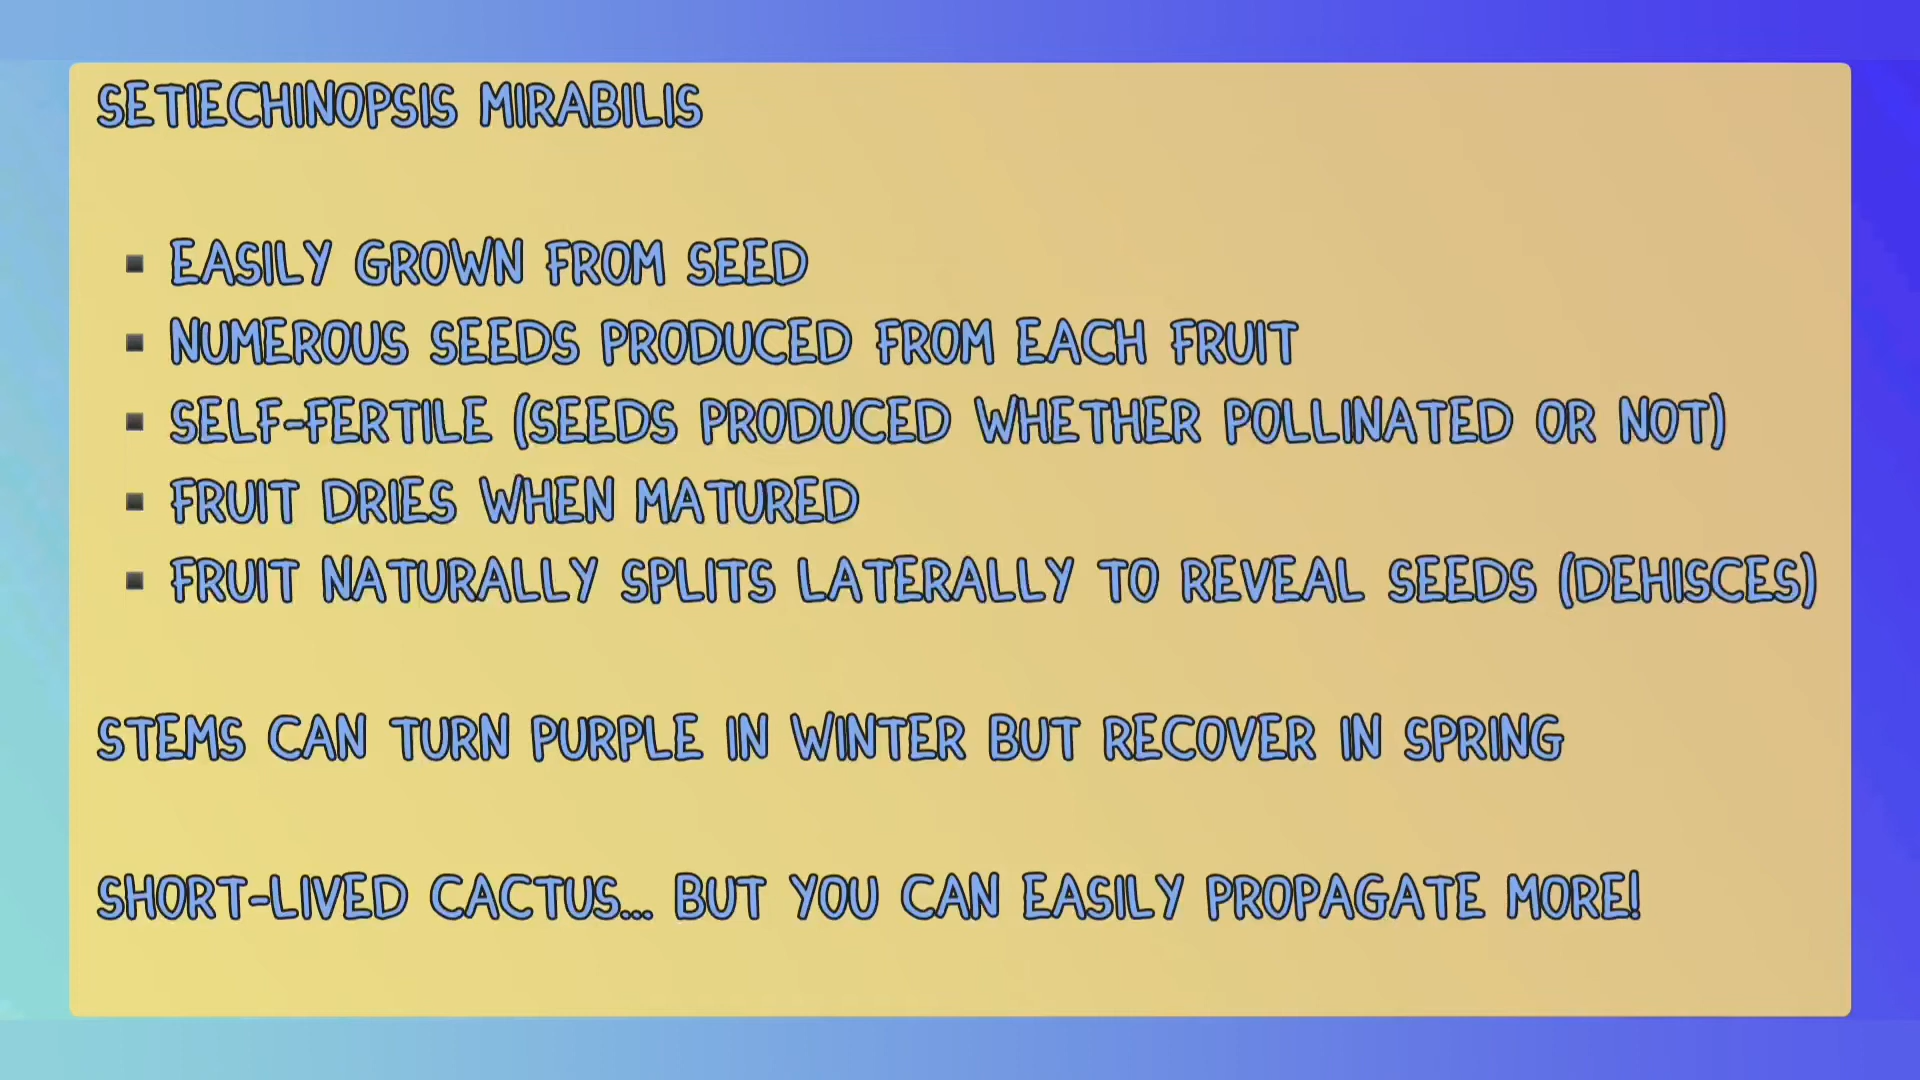 SETIECHINOPSIS MIRABILIS
▪ EASILY GROWN FROM SEED
▪ NUMEROUS SEEDS PRODUCED FROM EACH FRUIT
▪ SELF-FERTILE (SEEDS PRODUCED WHETHER POLLINATED OR NOT)
▪ FRUIT DRIES WHEN MATURED
▪ FRUIT NATURALLY SPLITS LATERALLY TO REVEAL SEEDS (DEHISCES)
STEMS CAN TURN PURPLE IN WINTER BUT RECOVER IN SPRING
SHORT-LIVED CACTUS... BUT YOU CAN EASILY PROPAGATE MORE!